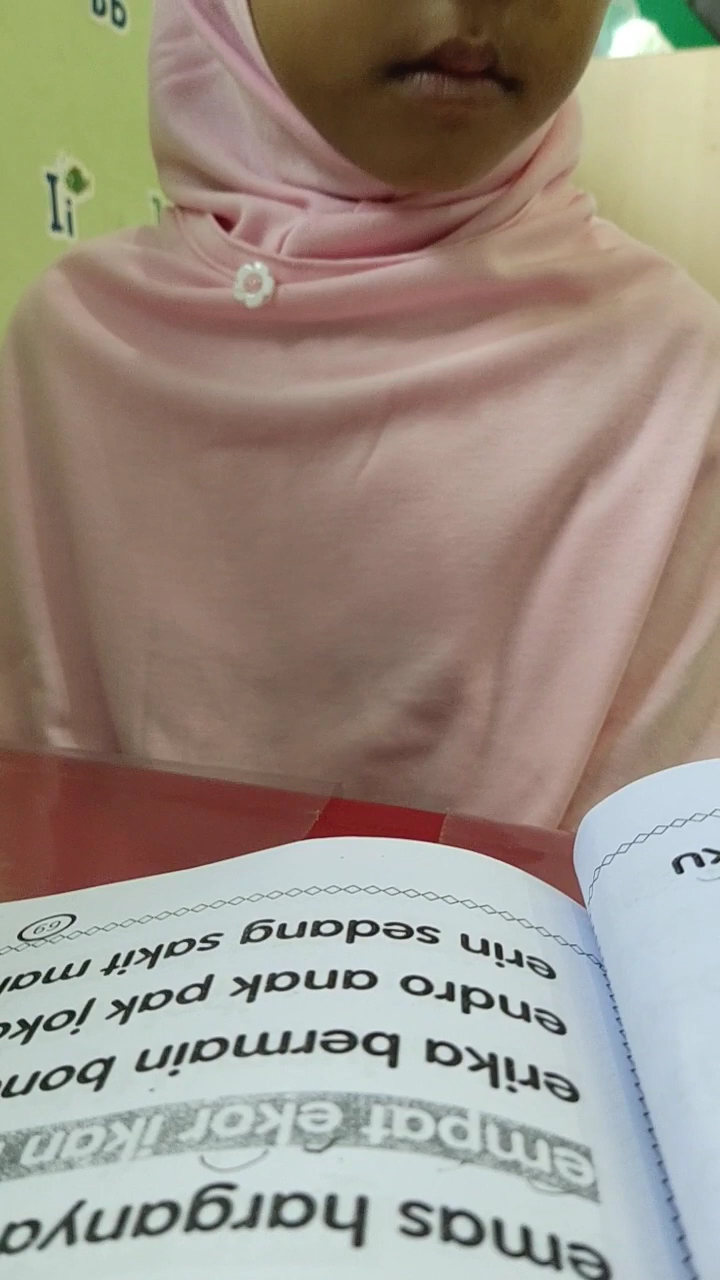 Ii
emas harganya
empat ekor ikan
erika bermain
endro anak pak
erin sedang sakit
69